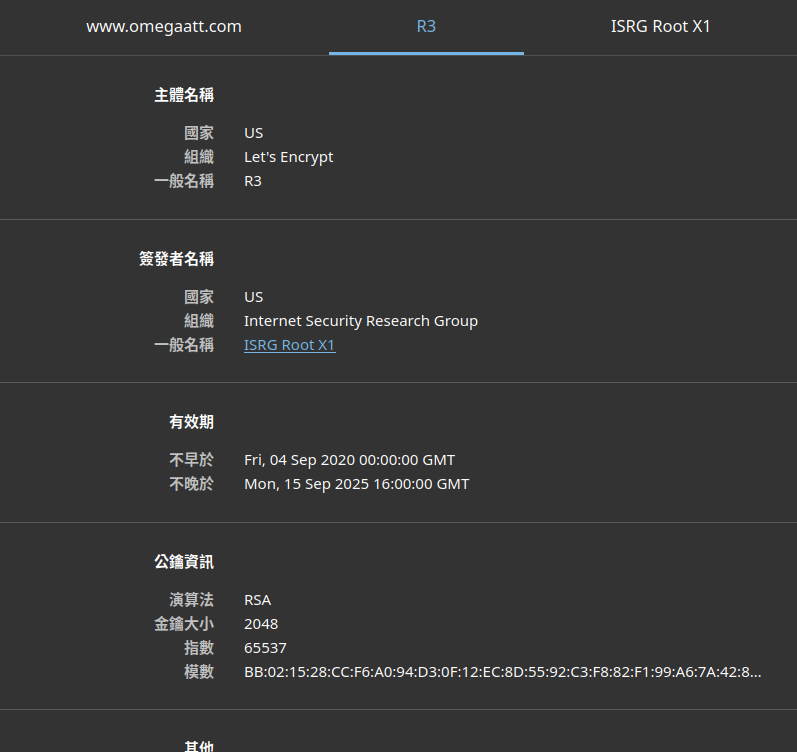 www.omegaatt.com R3 ISRG Root X1
主體名稱
國家 US
組織 Let's Encrypt
一般名稱 R3
簽發者名稱
國家 US
組織 Internet Security Research Group
一般名稱 ISRG Root X1
有效期
不早於 Fri, 04 Sep 2020 00:00:00 GMT
不晚於 Mon, 15 Sep 2025 16:00:00 GMT
公鑰資訊
演算法 RSA
金鑰大小 2048
指數 65537
模數 BB:02:15:28:CC:F6:A0:94:D3:0F:12:EC:8D:55:92:C3:F8:82:F1:99:A6:7A:42:8...
其他